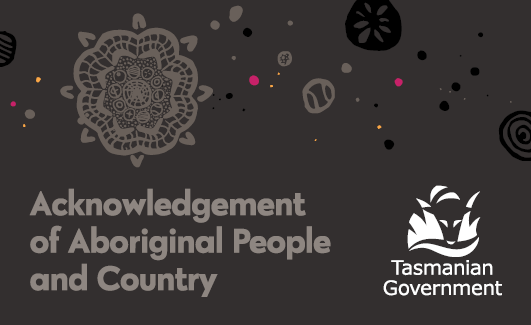 Acknowledgement
of Aboriginal People
and Country
Tasmanian
Government